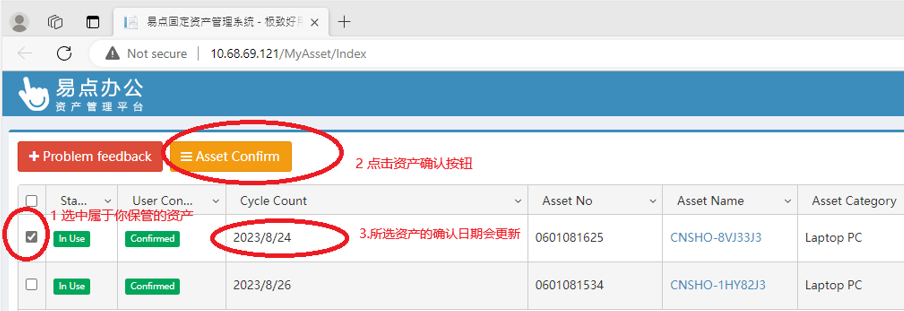 易点固定资产管理系统 - 极致好用
Not secure | 10.68.69.121/MyAsset/Index
易点办公
资产管理平台
+ Problem feedback
Asset Confirm
2 点击资产确认按钮
Sta... User Con... Cycle Count Asset No Asset Name Asset Category
1 选中属于你保管的资产
In Use Confirmed 2023/8/24 0601081625 CNSHO-8VJ33J3 Laptop PC
3.所选资产的确认日期会更新
In Use Confirmed 2023/8/26 0601081534 CNSHO-1HY82J3 Laptop PC